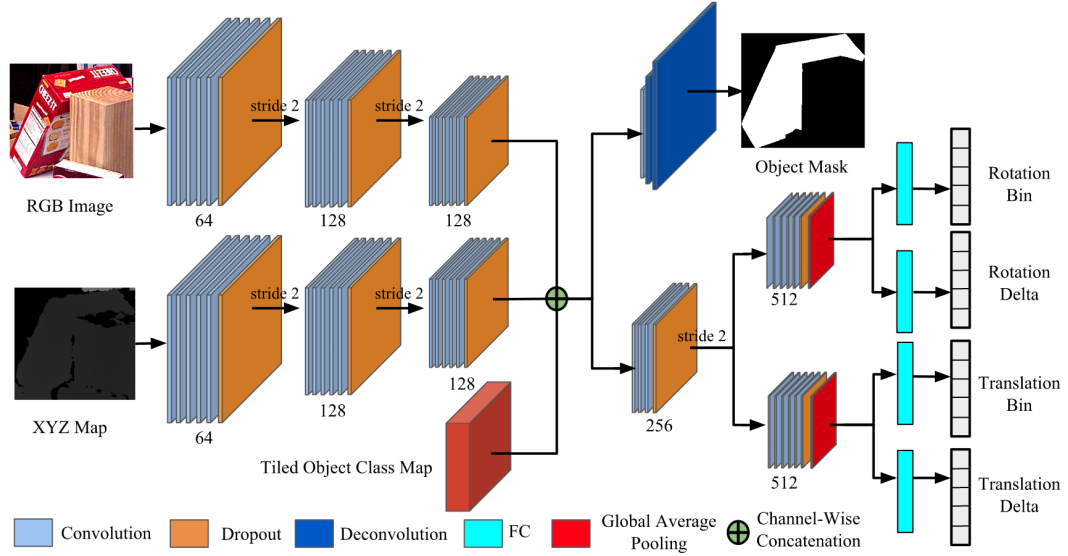 CHEEZ-IT
stride 2
stride 2
64
128
128
RGB Image
Object Mask
stride 2
stride 2
64
128
128
XYZ Map
Tiled Object Class Map
256
stride 2
512
512
Rotation
Bin
Rotation
Delta
Translation
Bin
Translation
Delta
Convolution
Dropout
Deconvolution
FC
Global Average
Pooling
Channel-Wise
Concatenation